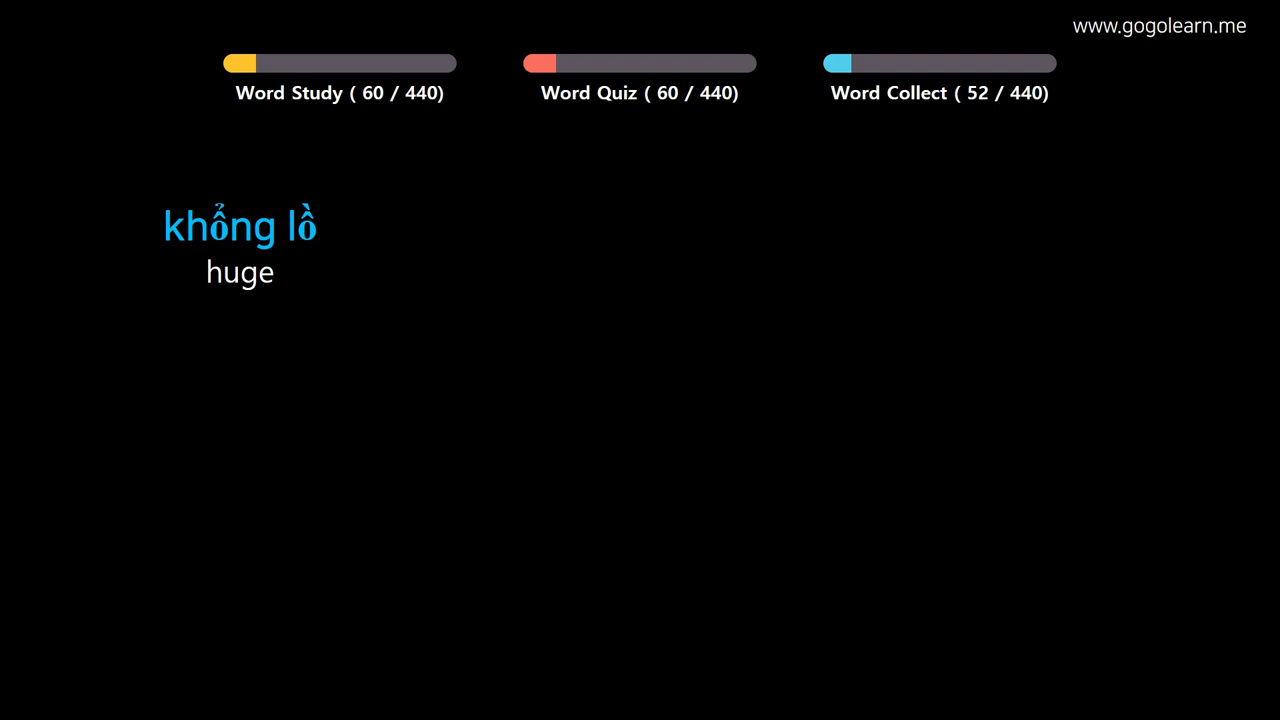 www.gogolearn.me
Word Study ( 60 / 440)
Word Quiz ( 60 / 440)
Word Collect ( 52 / 440)
khổng lồ
huge